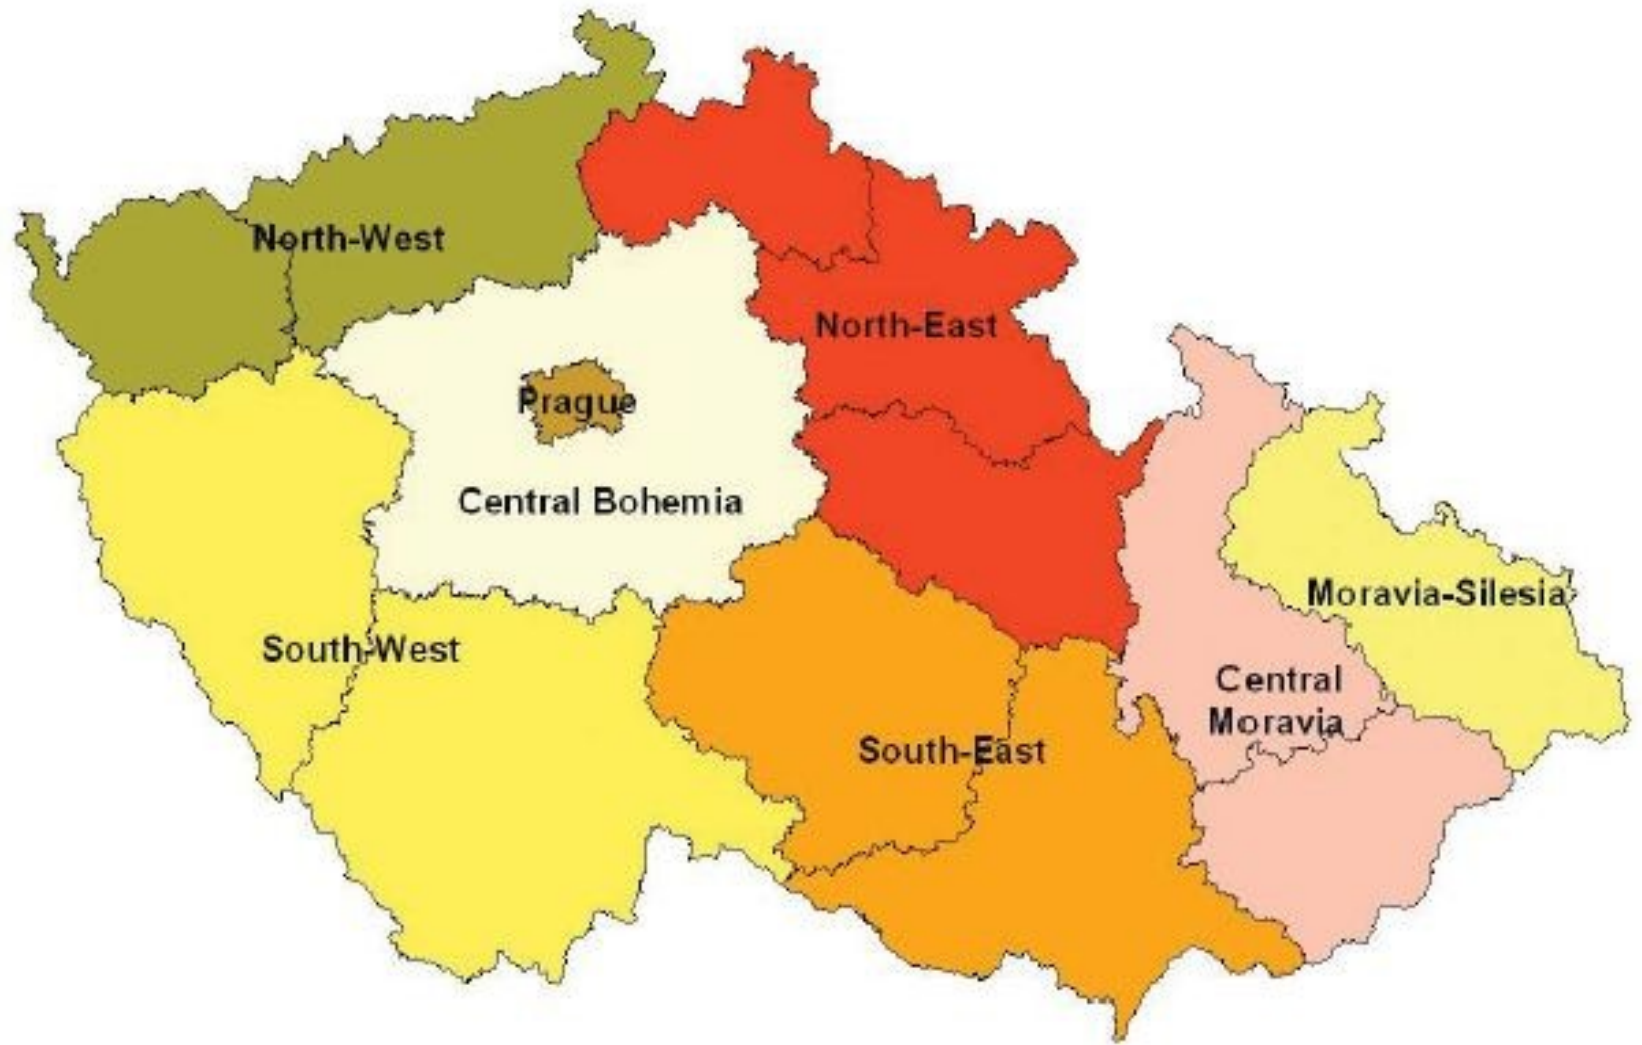 North-West
North-East
Prague
Central Bohemia
Moravia-Silesia
South-West
Central
Moravia
South-East